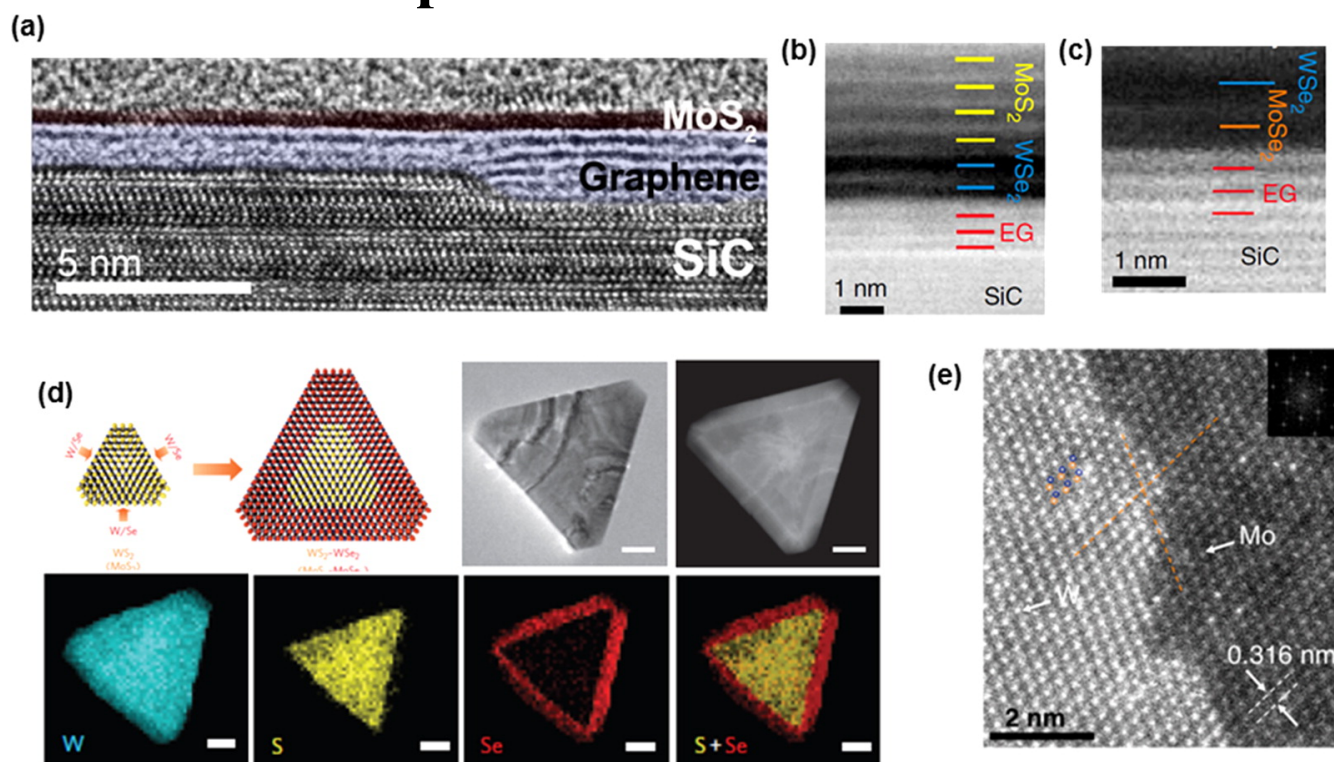 (a)
MoS2
Graphene
SiC
5 nm
(b)
MoS2
WSe2
EG
1 nm
SiC
(c)
WSe2
MoSe2
EG
1 nm
SiC
(d)
W/Se
W/Se
W/Se
WS2
(MoS2)
WS2-WSe2
W
S
Se
S + Se
(e)
Mo
W
0.316 nm
2 nm